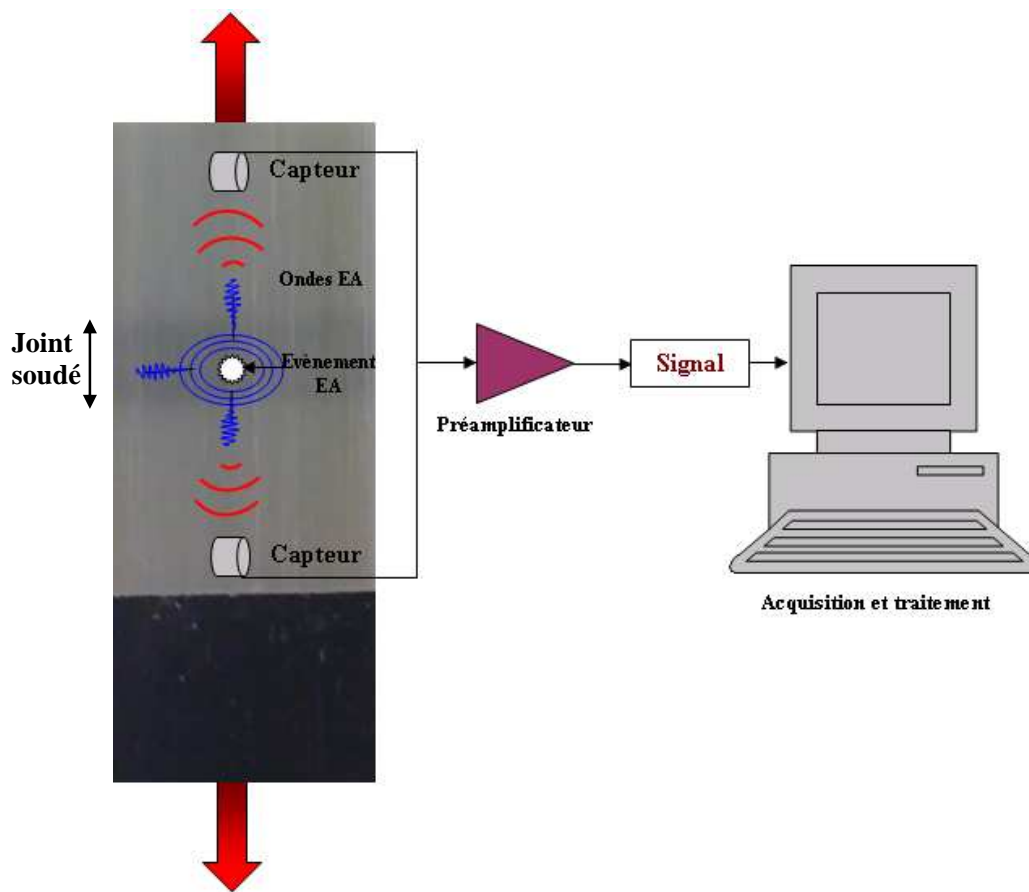 Capteur
Ondes EA
Joint
soudé
Evènement
EA
Capteur
Préamplificateur
Signal
Acquisition et traitement